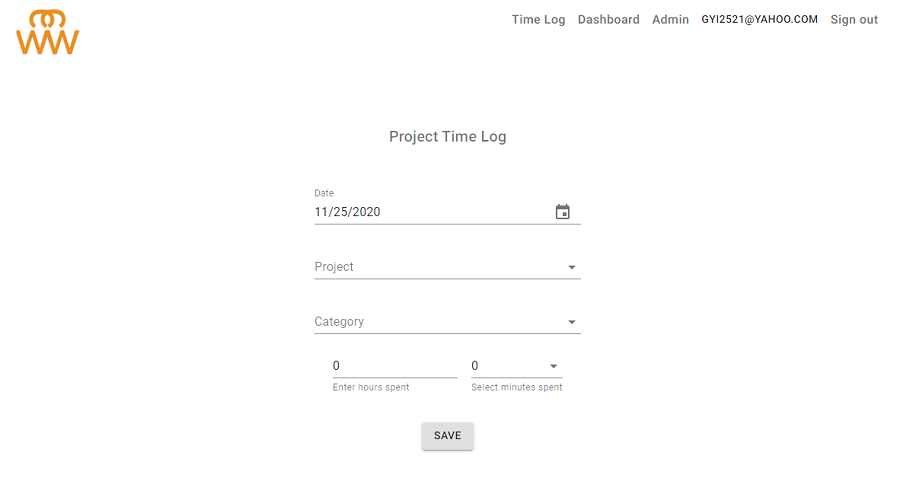 WW
Time Log Dashboard Admin GYI2521@YAHOO.COM Sign out
Project Time Log
Date
11/25/2020
Project
Category
0 0
Enter hours spent Select minutes spent
SAVE